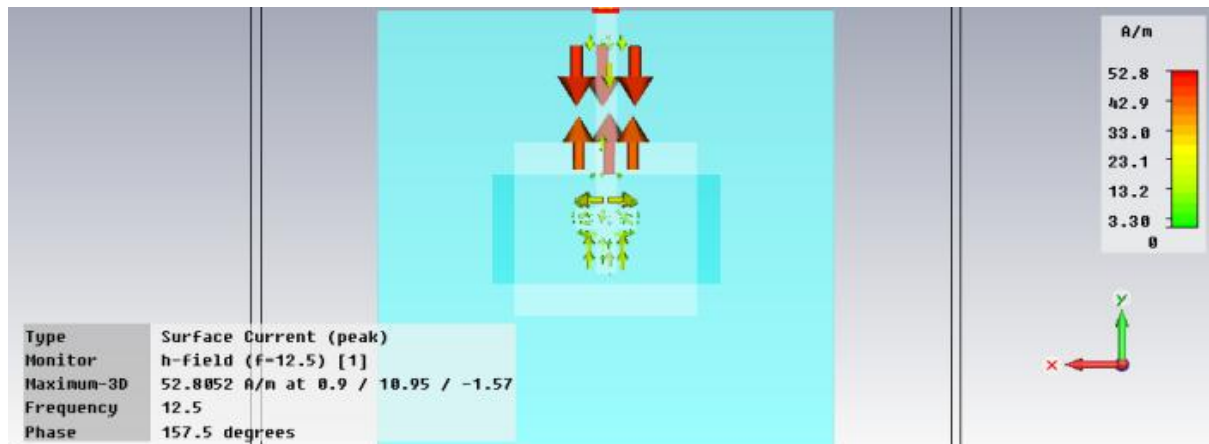 A/m
52.8
42.9
33.0
23.1
13.2
3.30
0
y
x
Type Surface Current (peak)
Monitor h-field (f=12.5) [1]
Maximum-3D 52.8052 A/m at 0.9 / 10.95 / -1.57
Frequency 12.5
Phase 157.5 degrees